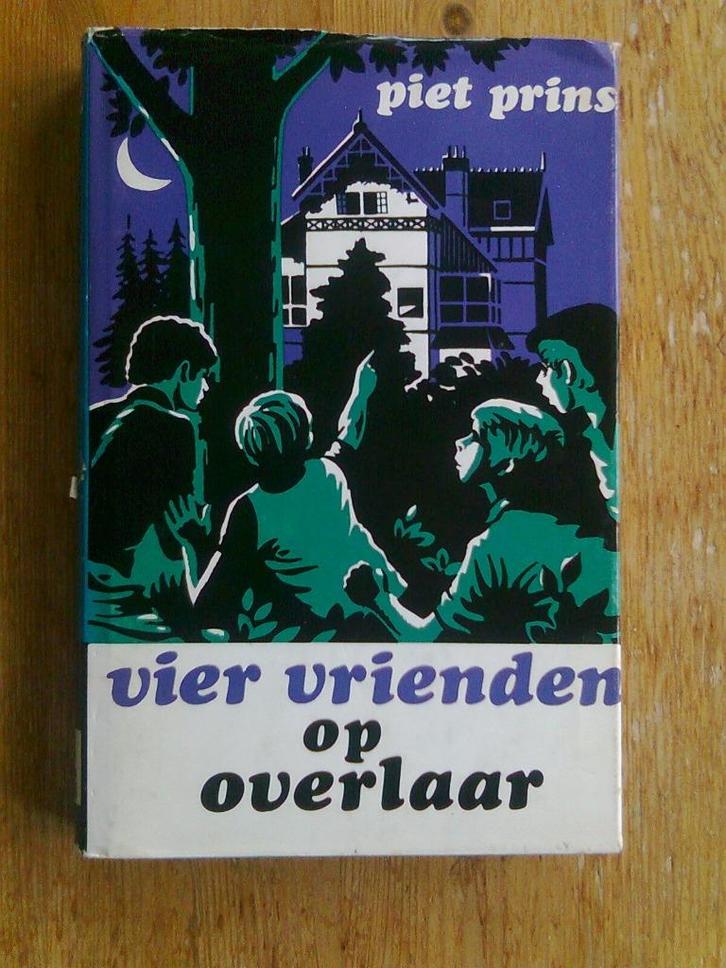 piet prins
vier vrienden
op
overlaar